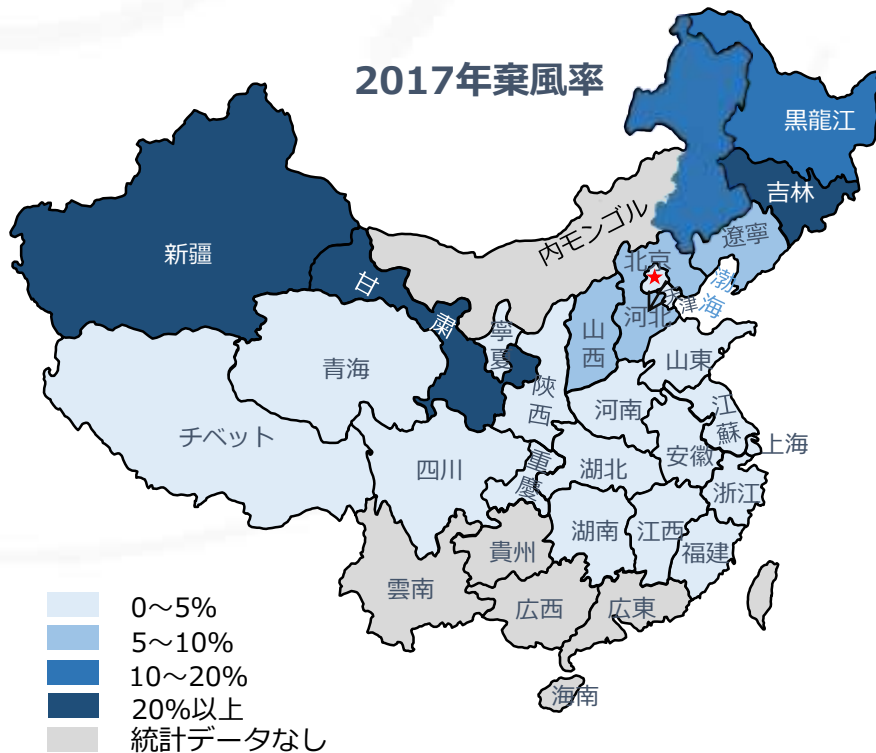 2017年棄風率
黒龍江
吉林
内モンゴル
遼寧
新疆
北京
渤海
甘粛
天津
河北
寧夏
山西
山東
青海
陝西
河南
江蘇
チベット
上海
四川
重慶
湖北
安徽
浙江
湖南
江西
福建
貴州
雲南
広西
広東
海南
0～5%
5～10%
10～20%
20%以上
統計データなし